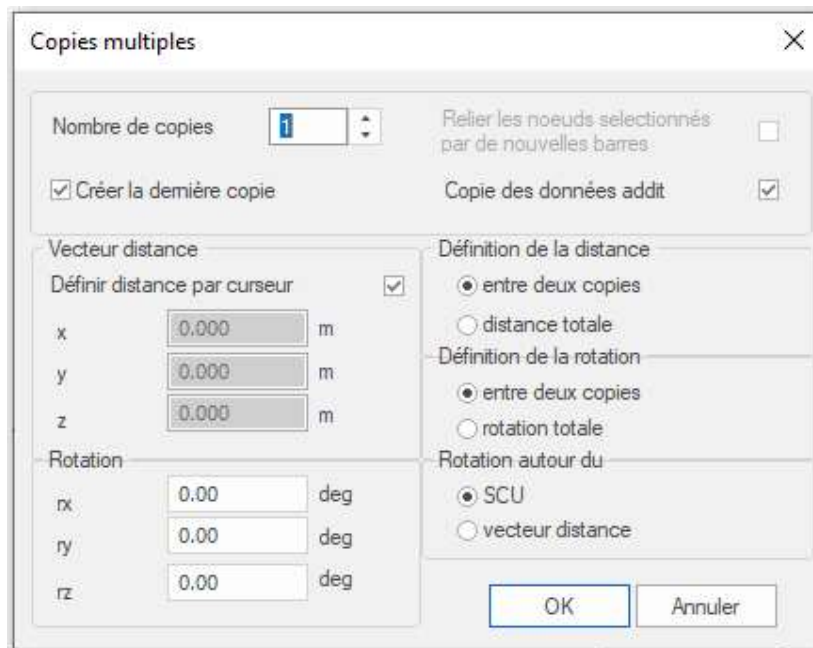 Copies multiples
Nombre de copies 1
Relier les noeuds selectionnés
par de nouvelles barres
Créer la dernière copie
Copie des données addit
Vecteur distance
Définir distance par curseur
x 0.000 m
y 0.000 m
z 0.000 m
Définition de la distance
entre deux copies
distance totale
Définition de la rotation
entre deux copies
rotation totale
Rotation
rx 0.00 deg
ry 0.00 deg
rz 0.00 deg
Rotation autour du
SCU
vecteur distance
OK
Annuler